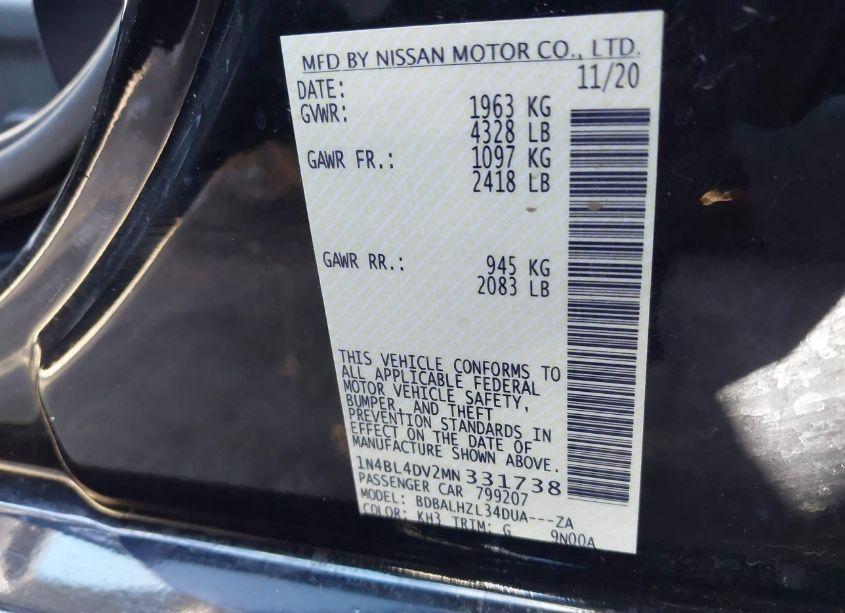 MFD BY NISSAN MOTOR CO., LTD.
DATE: 11/20
GVWR: 1963 KG
4328 LB
GAWR FR.: 1097 KG
2418 LB
GAWR RR.: 945 KG
2083 LB
THIS VEHICLE CONFORMS TO
ALL APPLICABLE FEDERAL
MOTOR VEHICLE SAFETY,
BUMPER, AND THEFT
PREVENTION STANDARDS IN
EFFECT ON THE DATE OF
MANUFACTURE SHOWN ABOVE.
1N4BL4DV2MN331738
PASSENGER CAR 799207
MODEL: BDBALHZL34DUA---ZA
COLOR: KH3 TRIM: G 9N00A